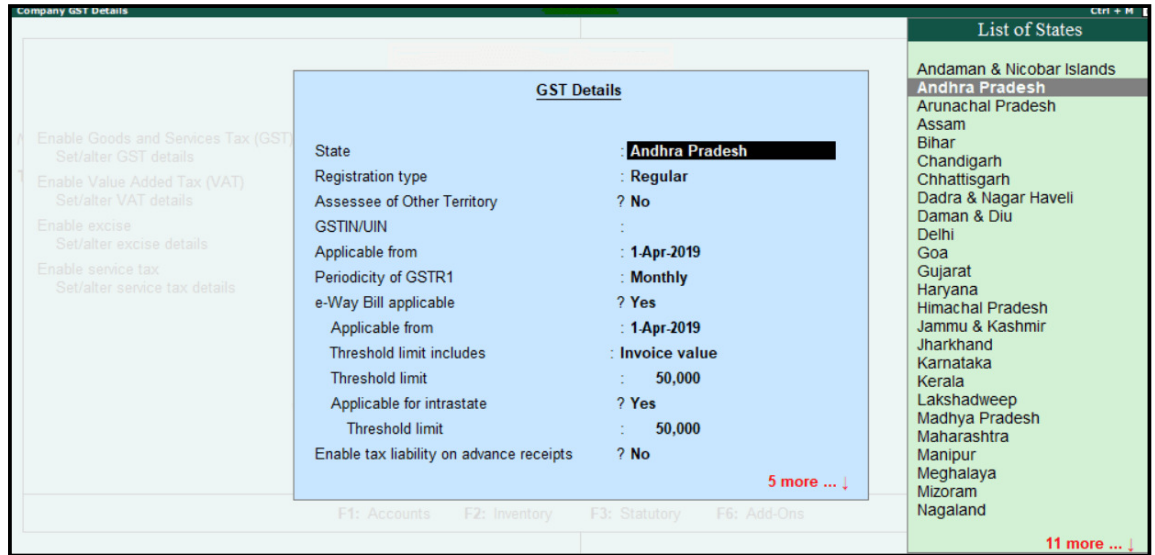 Company GST Details
Ctrl + M
Enable Goods and Services Tax (GST)
Set/alter GST details
Enable Value Added Tax (VAT)
Set/alter VAT details
Enable excise
Set/alter excise details
Enable service tax
Set/alter service tax details
GST Details
State : Andhra Pradesh
Registration type : Regular
Assessee of Other Territory ? No
GSTIN/UIN :
Applicable from : 1-Apr-2019
Periodicity of GSTR1 : Monthly
e-Way Bill applicable ? Yes
Applicable from : 1-Apr-2019
Threshold limit includes : Invoice value
Threshold limit : 50,000
Applicable for intrastate ? Yes
Threshold limit : 50,000
Enable tax liability on advance receipts ? No
5 more ... ↓
F1: Accounts F2: Inventory F3: Statutory F6: Add-Ons
List of States
Andaman & Nicobar Islands
Andhra Pradesh
Arunachal Pradesh
Assam
Bihar
Chandigarh
Chhattisgarh
Dadra & Nagar Haveli
Daman & Diu
Delhi
Goa
Gujarat
Haryana
Himachal Pradesh
Jammu & Kashmir
Jharkhand
Karnataka
Kerala
Lakshadweep
Madhya Pradesh
Maharashtra
Manipur
Meghalaya
Mizoram
Nagaland
11 more ... ↓